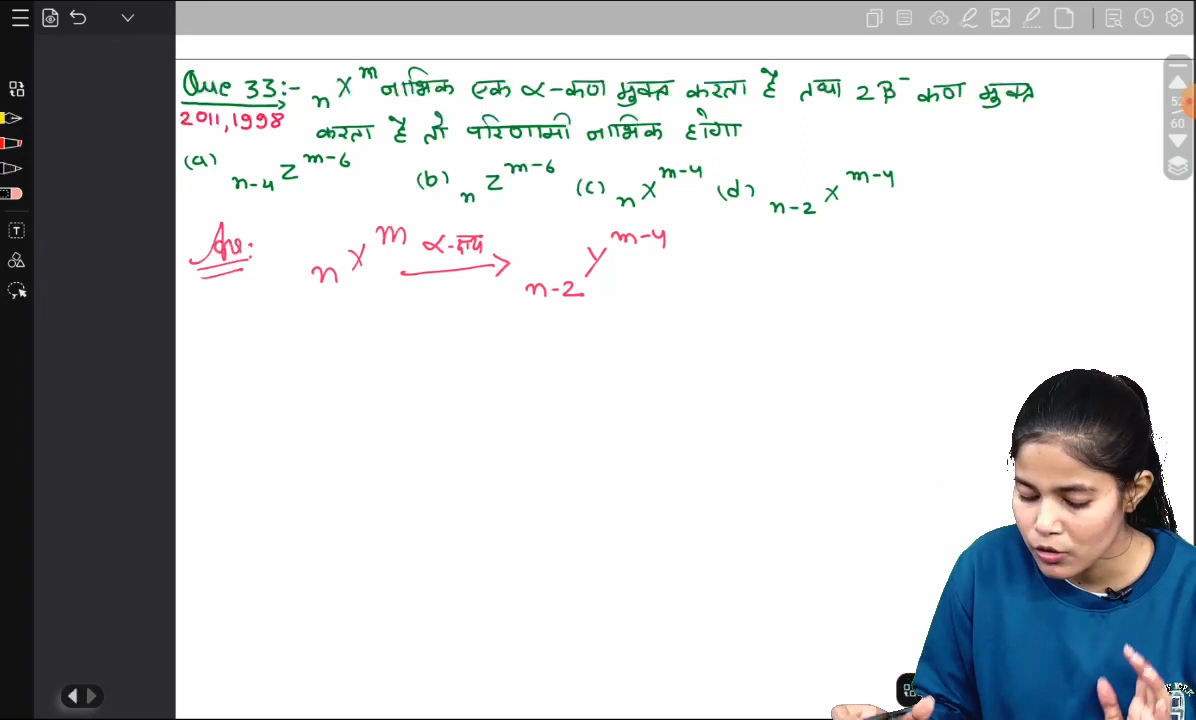 Que 33:- ₙXᵐ नाभिक एक α-कण मुक्त करता है तथा 2β⁻ कण मुक्त
2011,1998 करता है तो परिणामी नाभिक होगा
(a) ₙ₋₄Zᵐ⁻⁶ (b) ₙZᵐ⁻⁶ (c) ₙXᵐ⁻⁴ (d) ₙ₋₂Xᵐ⁻⁴
Ans: ₙXᵐ α-क्षय → ₙ₋₂Yᵐ⁻⁴
60